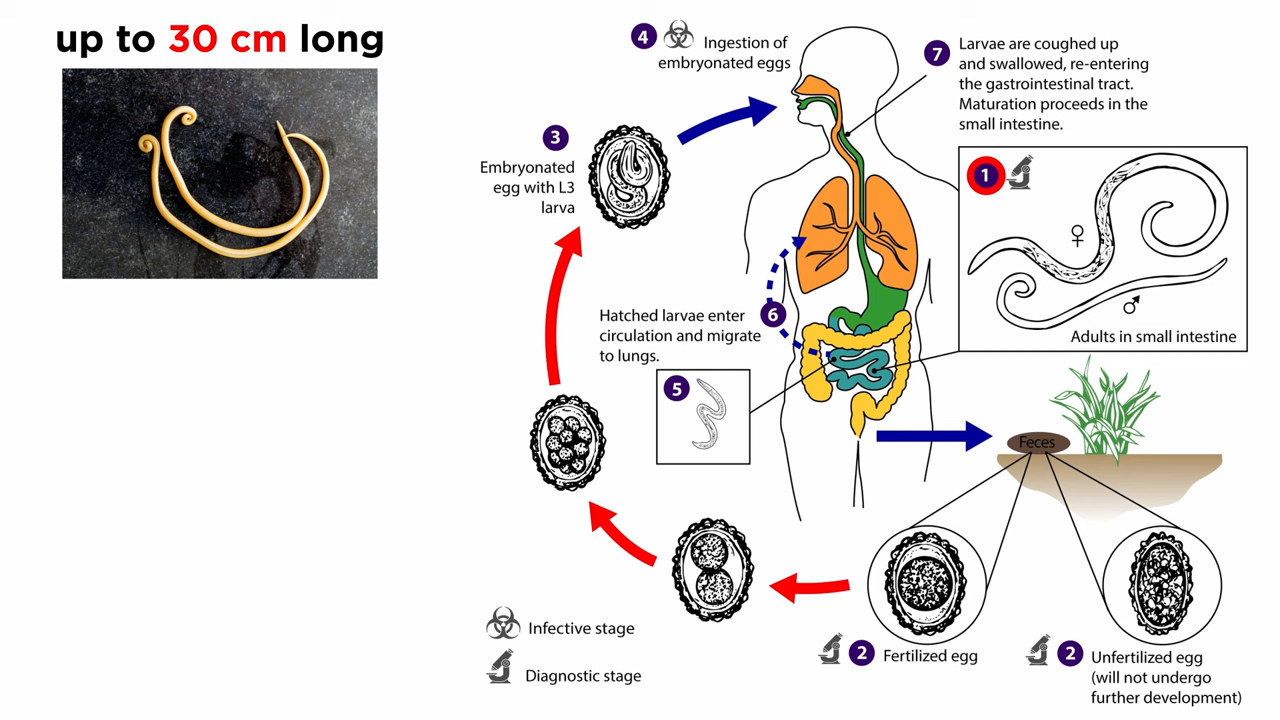 up to 30 cm long
4
Ingestion of
embryonated eggs
7
Larvae are coughed up
and swallowed, re-entering
the gastrointestinal tract.
Maturation proceeds in the
small intestine.
3
Embryonated
egg with L3
larva
1
♀
♂
Adults in small intestine
Hatched larvae enter
circulation and migrate
to lungs.
6
5
Feces
Infective stage
Diagnostic stage
2
Fertilized egg
2
Unfertilized egg
(will not undergo
further development)